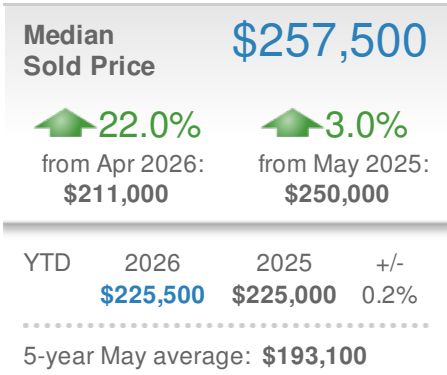 Median $257,500
Sold Price
22.0% 3.0%
from Apr 2026: from May 2025:
$211,000 $250,000
YTD 2026 2025 +/-
$225,500 $225,000 0.2%
5-year May average: $193,100